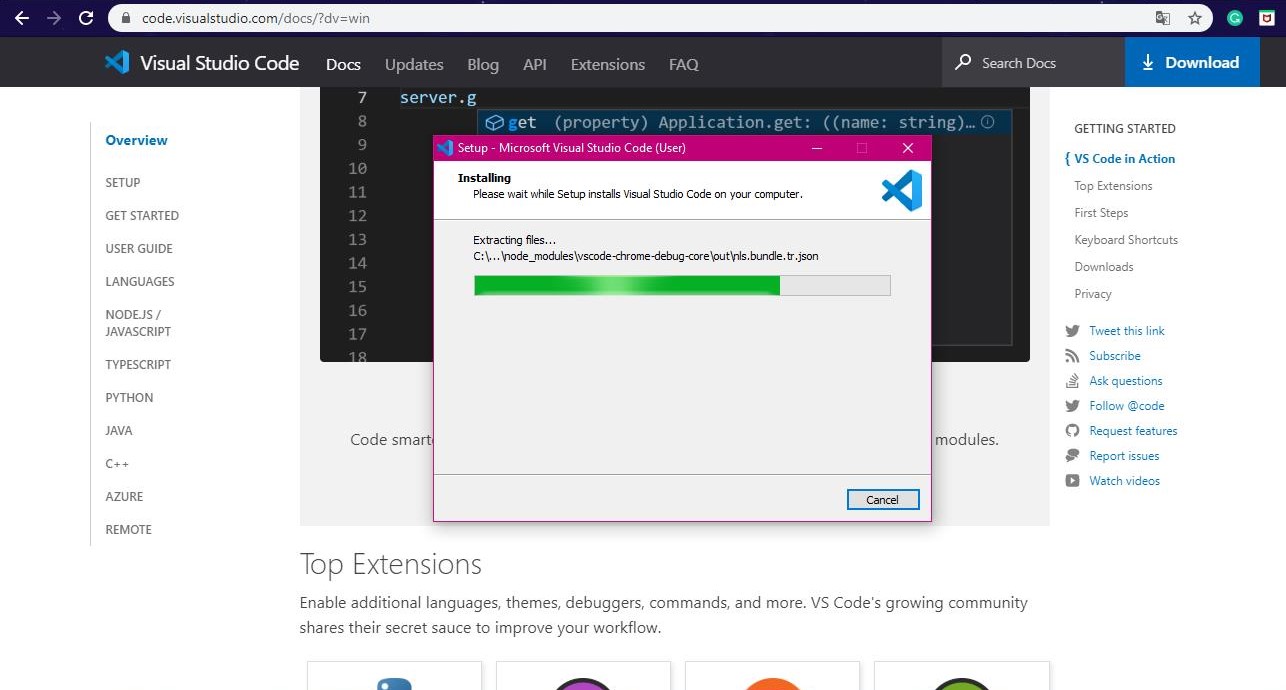 code.visualstudio.com/docs/?dv=win
Visual Studio Code
Docs
Updates
Blog
API
Extensions
FAQ
Search Docs
Download
Overview
SETUP
GET STARTED
USER GUIDE
LANGUAGES
NODE.JS /
JAVASCRIPT
TYPESCRIPT
PYTHON
JAVA
C++
AZURE
REMOTE
7 server.g
8 get (property) Application.get: ((name: string)…
9
10
11
12
13
14
15
16
17
18
Setup - Microsoft Visual Studio Code (User)
Installing
Please wait while Setup installs Visual Studio Code on your computer.
Extracting files...
C:\...\node_modules\vscode-chrome-debug-core\out\nls.bundle.tr.json
Cancel
Code modules.
Top Extensions
Enable additional languages, themes, debuggers, commands, and more. VS Code's growing community
shares their secret sauce to improve your workflow.
GETTING STARTED
{ VS Code in Action
Top Extensions
First Steps
Keyboard Shortcuts
Downloads
Privacy
Tweet this link
Subscribe
Ask questions
Follow @code
Request features
Report issues
Watch videos